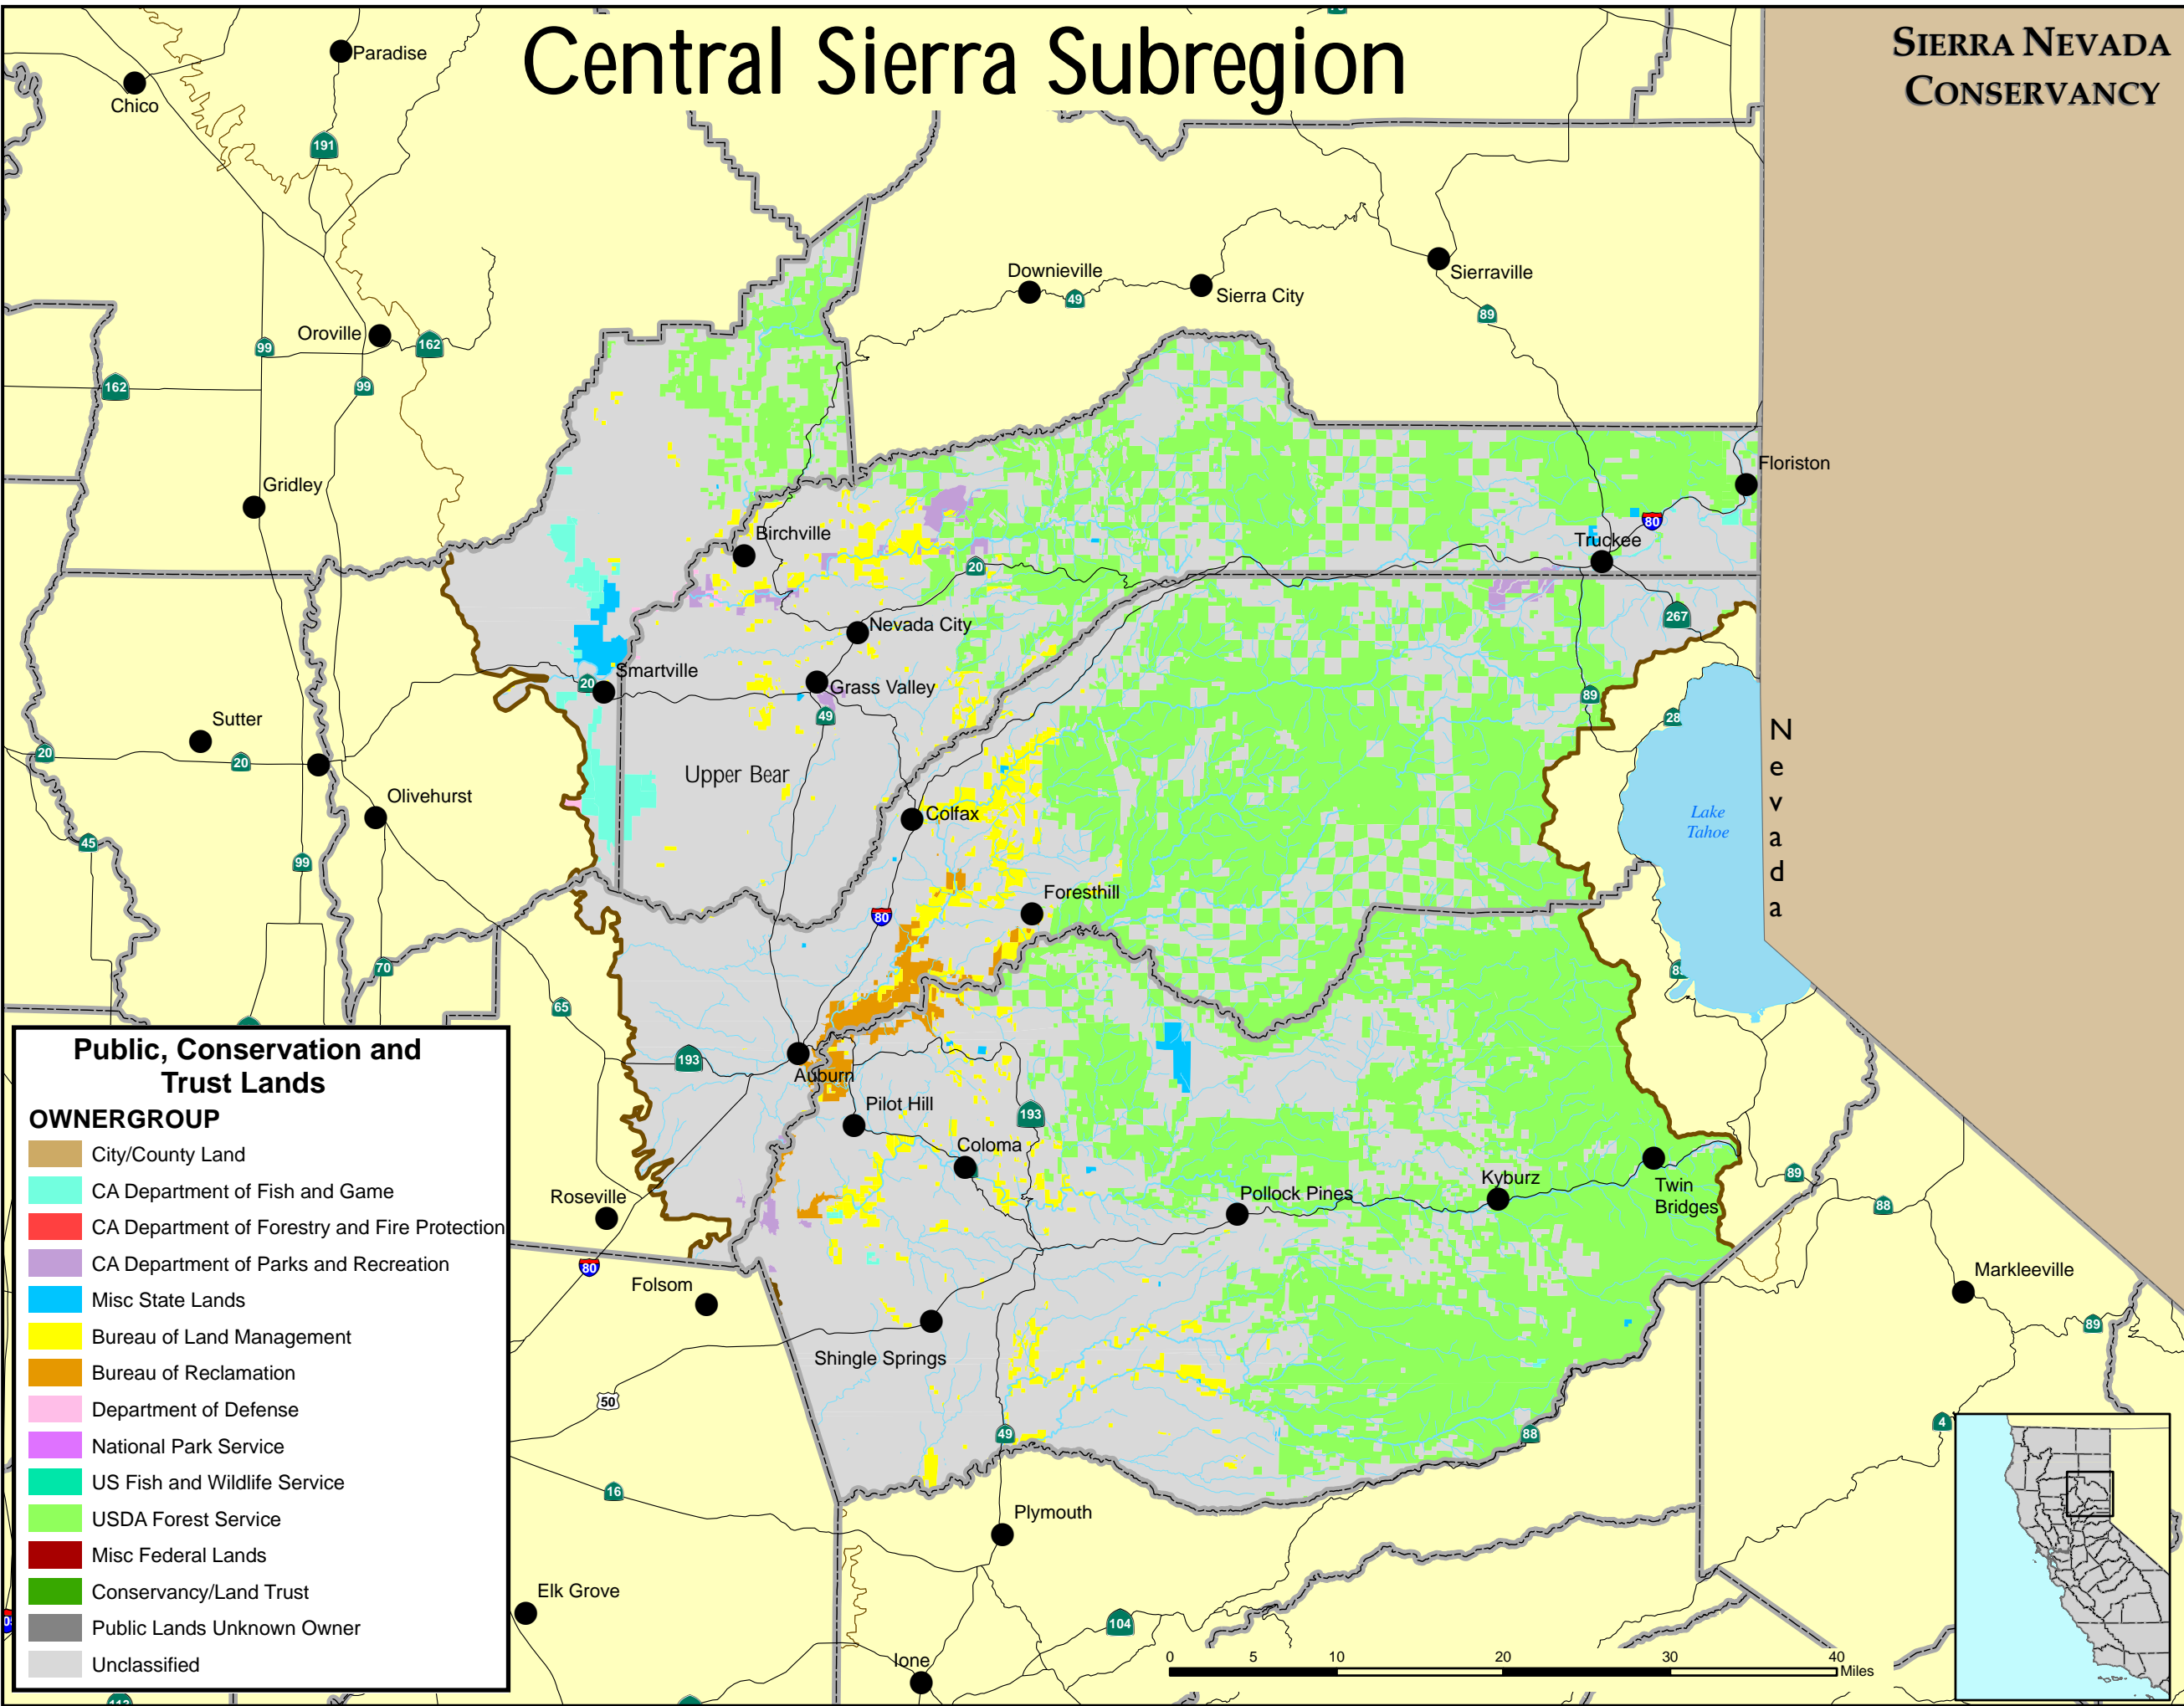 Central Sierra Subregion
SIERRA NEVADA
CONSERVANCY
Paradise
Chico
191
Downieville
49
Sierra City
Sierraville
89
Oroville
162
99
162
99
Gridley
Floriston
80
Birchville
Truckee
20
267
Nevada City
Smartville
20
Grass Valley
49
89
28
Sutter
20
20
Nevada
Upper Bear
Olivehurst
Colfax
Lake
Tahoe
45
99
Foresthill
80
70
65
193
Auburn
Pilot Hill
193
Coloma
Roseville
Pollock Pines
Kyburz
Twin
Bridges
89
88
80
Folsom
Markleeville
89
Shingle Springs
50
49
88
4
16
Plymouth
Elk Grove
104
Ione
113
Public, Conservation and
Trust Lands
OWNERGROUP
City/County Land
CA Department of Fish and Game
CA Department of Forestry and Fire Protection
CA Department of Parks and Recreation
Misc State Lands
Bureau of Land Management
Bureau of Reclamation
Department of Defense
National Park Service
US Fish and Wildlife Service
USDA Forest Service
Misc Federal Lands
Conservancy/Land Trust
Public Lands Unknown Owner
Unclassified
0 5 10 20 30 40
Miles